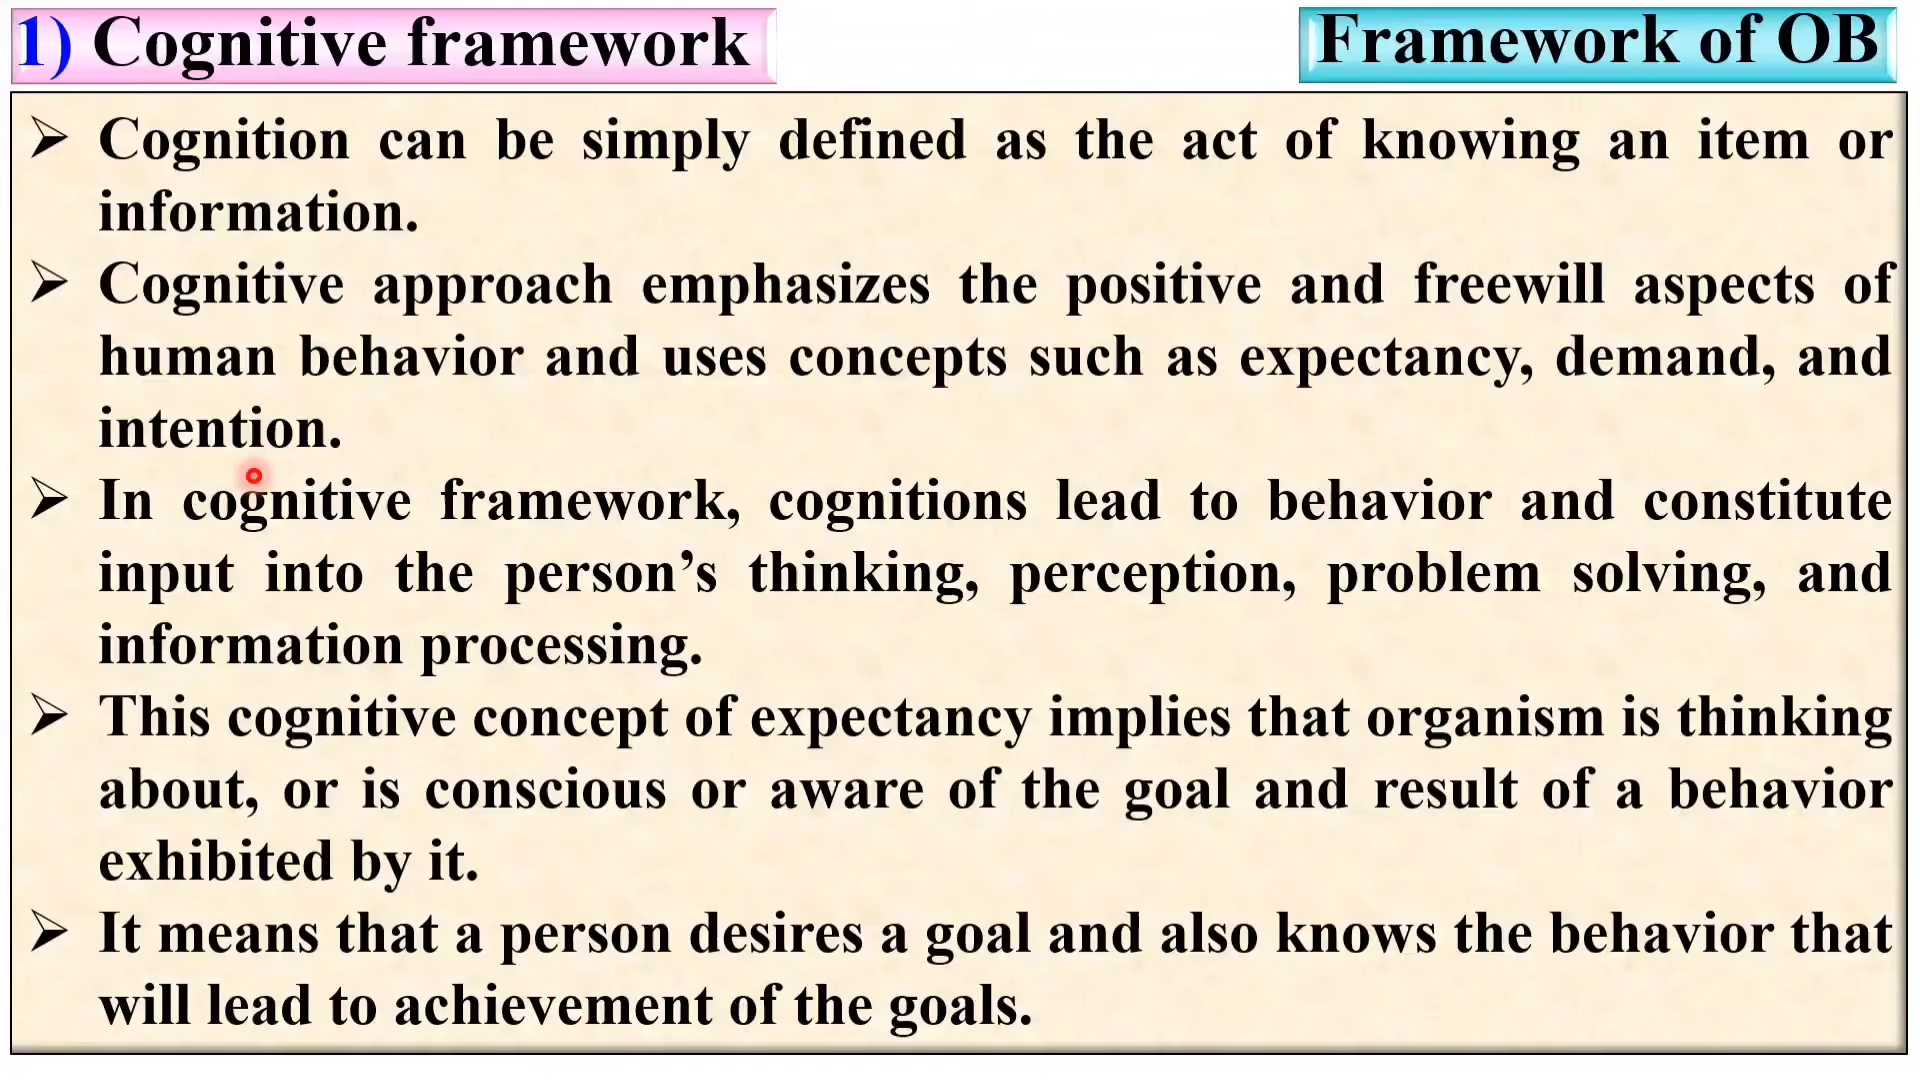 1) Cognitive framework
Framework of OB
➢ Cognition can be simply defined as the act of knowing an item or
information.
➢ Cognitive approach emphasizes the positive and freewill aspects of
human behavior and uses concepts such as expectancy, demand, and
intention.
➢ In cognitive framework, cognitions lead to behavior and constitute
input into the person’s thinking, perception, problem solving, and
information processing.
➢ This cognitive concept of expectancy implies that organism is thinking
about, or is conscious or aware of the goal and result of a behavior
exhibited by it.
➢ It means that a person desires a goal and also knows the behavior that
will lead to achievement of the goals.